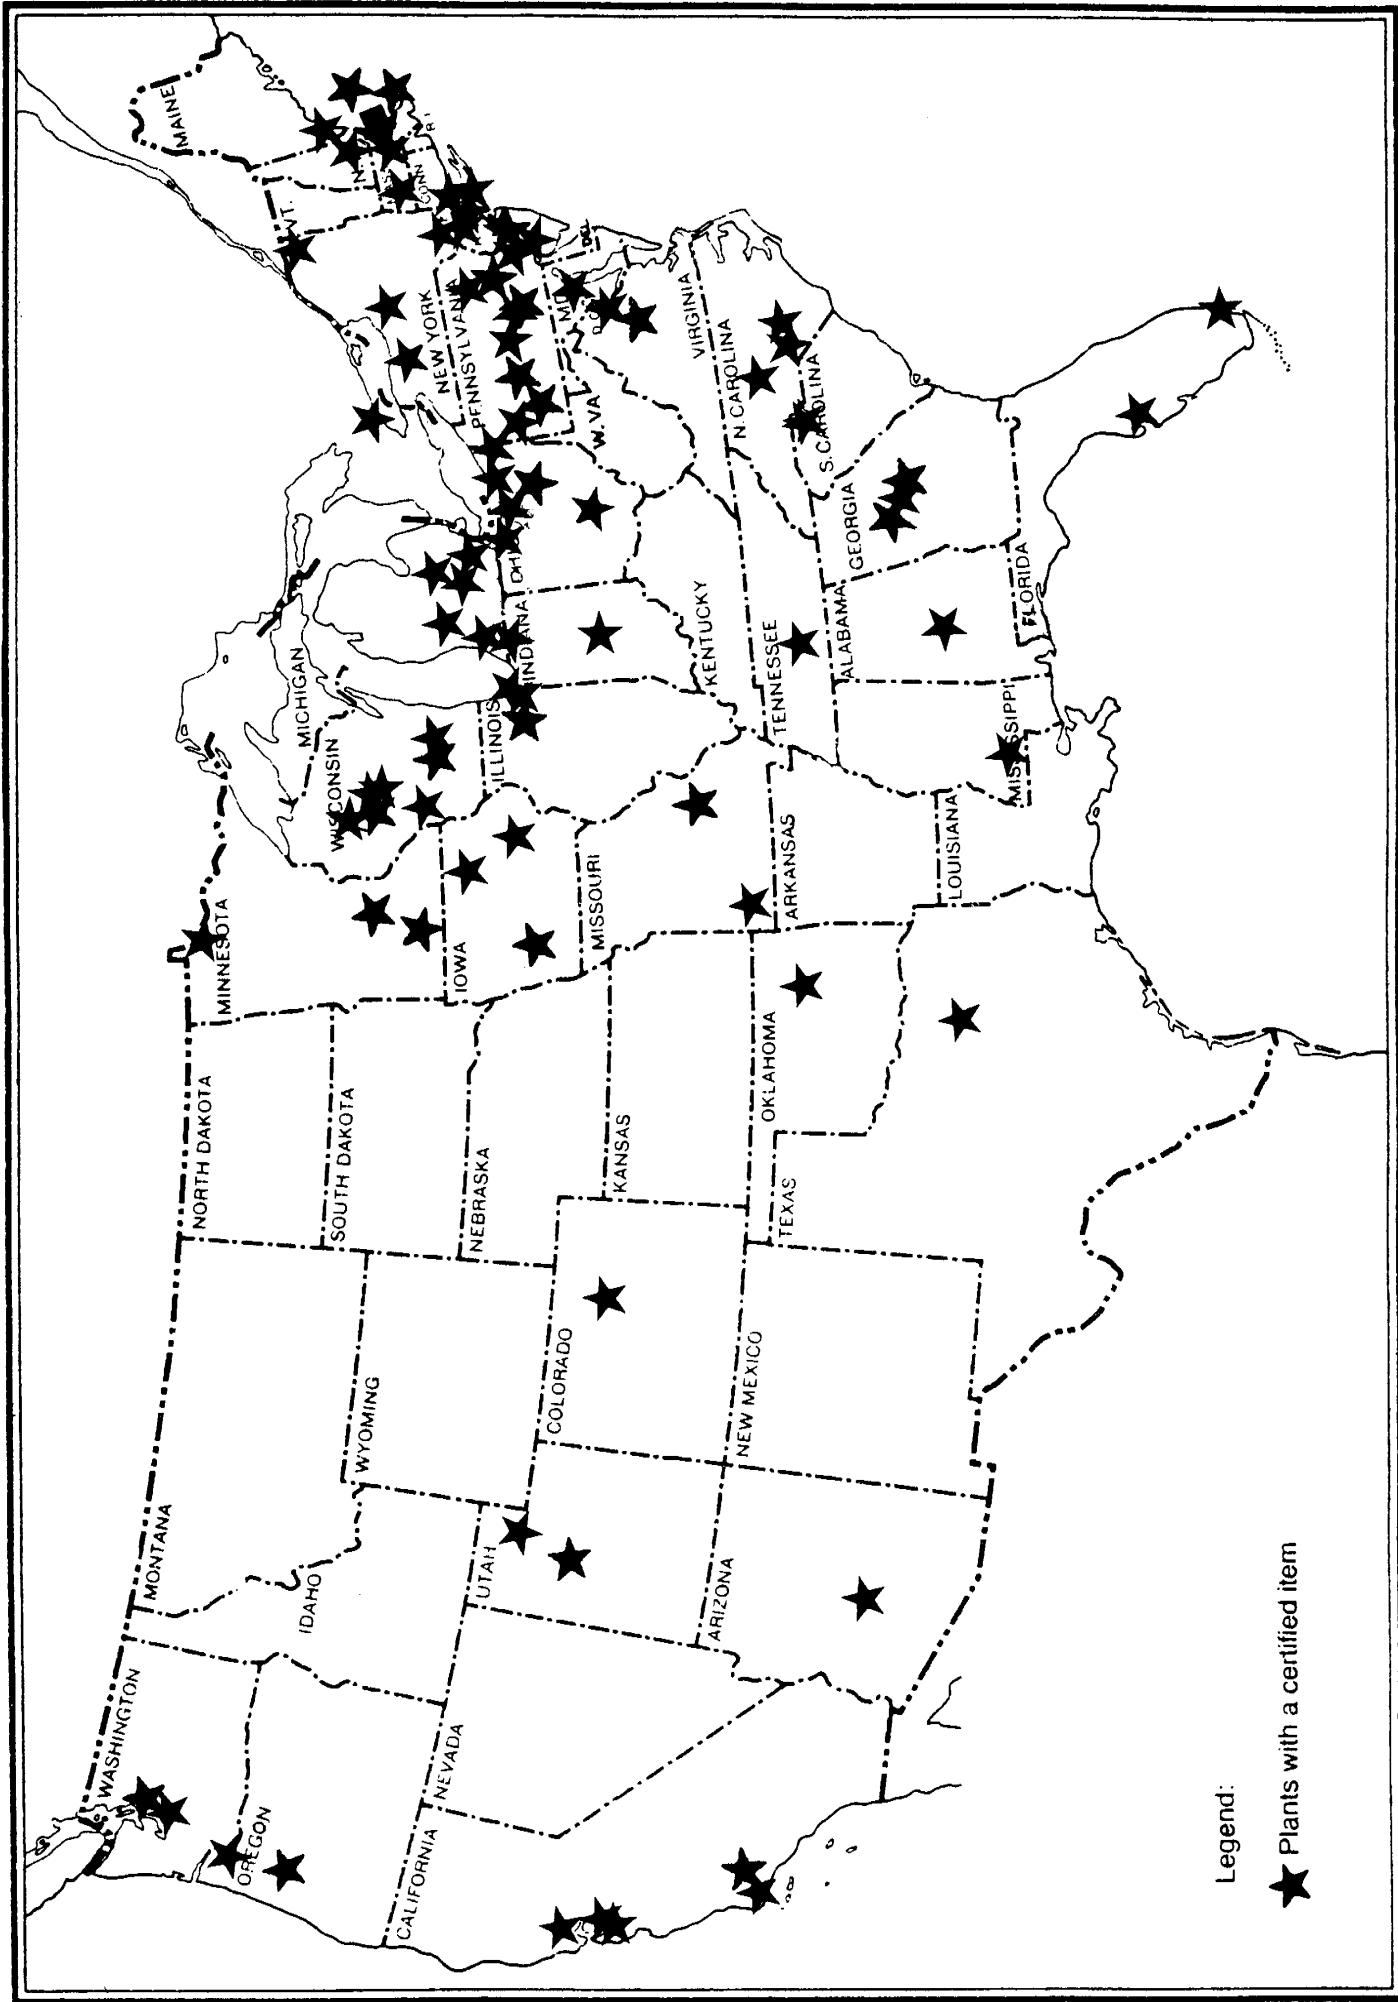 WASHINGTON
MONTANA
NORTH DAKOTA
MINNESOTA
MAINE
VT.
N.
CONN
R I
OREGON
IDAHO
WYOMING
SOUTH DAKOTA
WISCONSIN
MICHIGAN
NEW YORK
CALIFORNIA
NEVADA
UTAH
COLORADO
NEBRASKA
IOWA
ILLINOIS
INDIANA
OHIO
PENNSYLVANIA
MD
DEL
D.C.
W. VA
VIRGINIA
KANSAS
MISSOURI
KENTUCKY
ARIZONA
NEW MEXICO
TEXAS
OKLAHOMA
ARKANSAS
TENNESSEE
N. CAROLINA
S. CAROLINA
LOUISIANA
MISSISSIPPI
ALABAMA
GEORGIA
FLORIDA
Legend:
Plants with a certified item